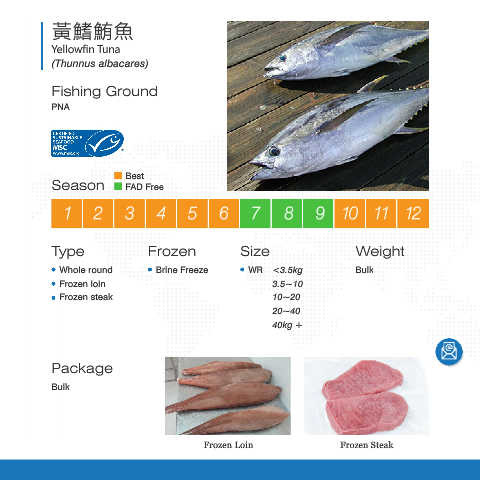 黃鰭鮪魚
Yellowfin Tuna
(Thunnus albacares)
Fishing Ground
PNA
CERTIFIED
SUSTAINABLE
SEAFOOD
MSC
www.msc.org
Season
Best
FAD Free
1 2 3 4 5 6 7 8 9 10 11 12
Type
Whole round
Frozen loin
Frozen steak
Frozen
Brine Freeze
Size
WR <3.5kg
3.5~10
10~20
20~40
40kg +
Weight
Bulk
Package
Bulk
Frozen Loin
Frozen Steak